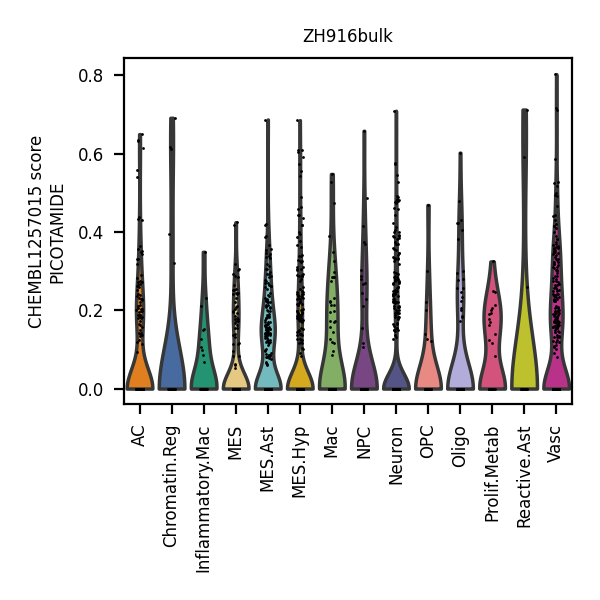 ZH916bulk
CHEMBL1257015 score
PICOTAMIDE
0.8
0.6
0.4
0.2
0.0
AC
Chromatin.Reg
Inflammatory.Mac
MES
MES.Ast
MES.Hyp
Mac
NPC
Neuron
OPC
Oligo
Prolif.Metab
Reactive.Ast
Vasc